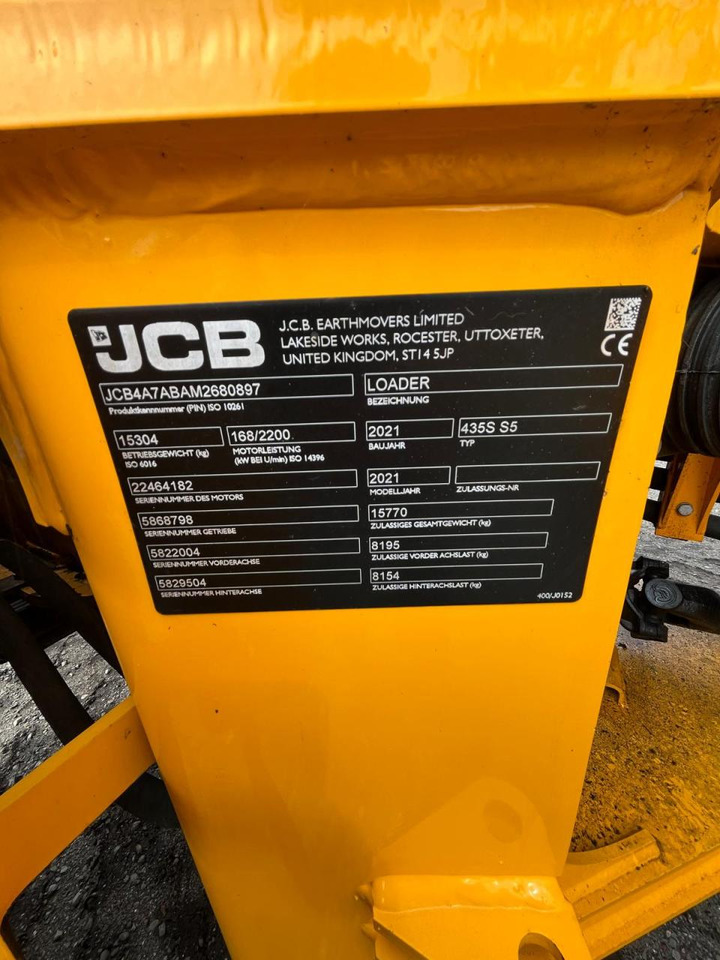 JCB
J.C.B. EARTHMOVERS LIMITED
LAKESIDE WORKS, ROCESTER, UTTOXETER,
UNITED KINGDOM, ST14 5JP
CE
JCB4A7ABAM2680897
Produktkennnummer (PIN) ISO 10261
LOADER
BEZEICHNUNG
15304
BETRIEBSGEWICHT (kg)
ISO 6016
168/2200
MOTORLEISTUNG
(kW BEI U/min) ISO 14396
2021
BAUJAHR
435S S5
TYP
22464182
SERIENNUMMER DES MOTORS
2021
MODELLJAHR
ZULASSUNGS-NR
5868798
SERIENNUMMER GETRIEBE
15770
ZULÄSSIGES GESAMTGEWICHT (kg)
5822004
SERIENNUMMER VORDERACHSE
8195
ZULÄSSIGE VORDER ACHSLAST (kg)
5829504
SERIENNUMMER HINTERACHSE
8154
ZULÄSSIGE HINTERACHSLAST (kg)
400/J0152